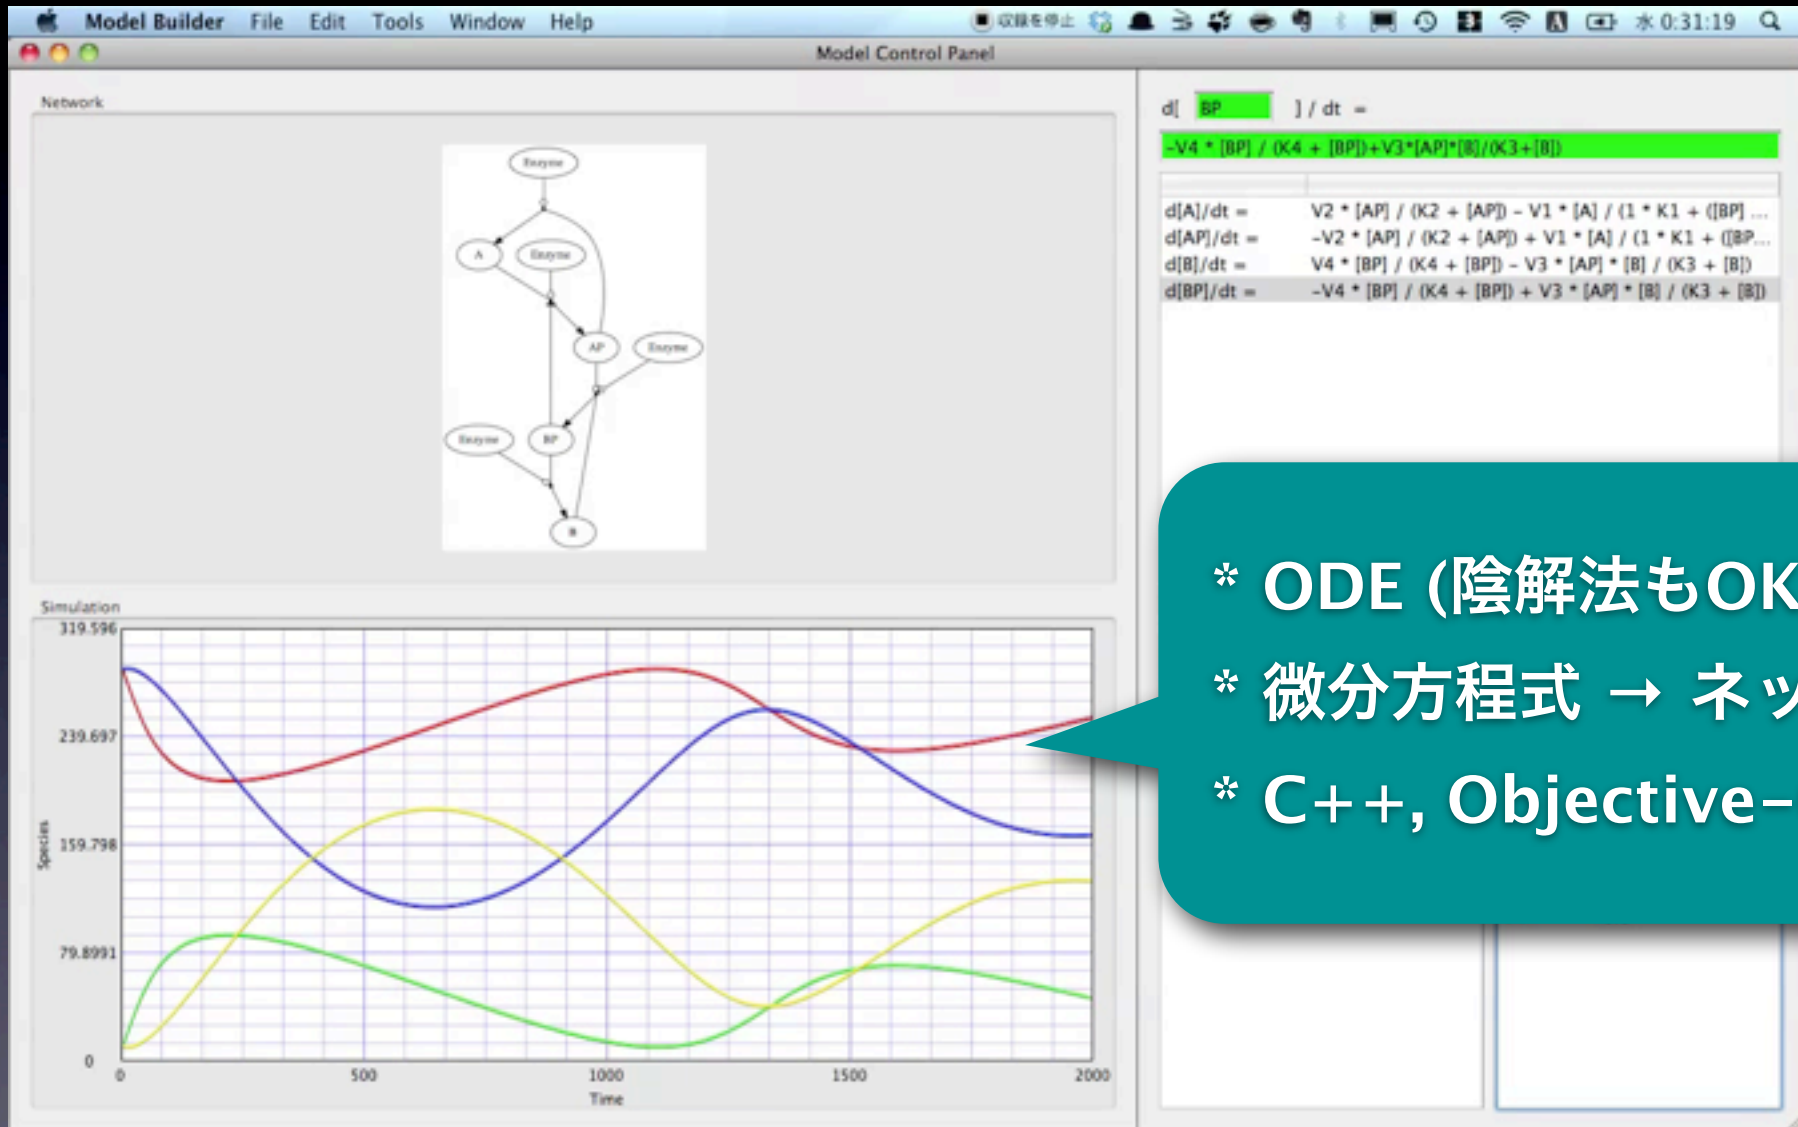 Model Builder File Edit Tools Window Help
収録を停止
水 0:31:19
Model Control Panel
Network
Enzyme
A
Enzyme
AP
Enzyme
Enzyme
BP
B
Simulation
319.596
239.697
159.798
79.8991
0
Species
0 500 1000 1500 2000
Time
d[ BP ] / dt =
-V4 * [BP] / (K4 + [BP])+V3*[AP]*[B]/(K3+[B])
d[A]/dt = V2 * [AP] / (K2 + [AP]) - V1 * [A] / (1 * K1 + ([BP] ...
d[AP]/dt = -V2 * [AP] / (K2 + [AP]) + V1 * [A] / (1 * K1 + ([BP...
d[B]/dt = V4 * [BP] / (K4 + [BP]) - V3 * [AP] * [B] / (K3 + [B])
d[BP]/dt = -V4 * [BP] / (K4 + [BP]) + V3 * [AP] * [B] / (K3 + [B])
* ODE (陰解法もOK
* 微分方程式 → ネッ
* C++, Objective-